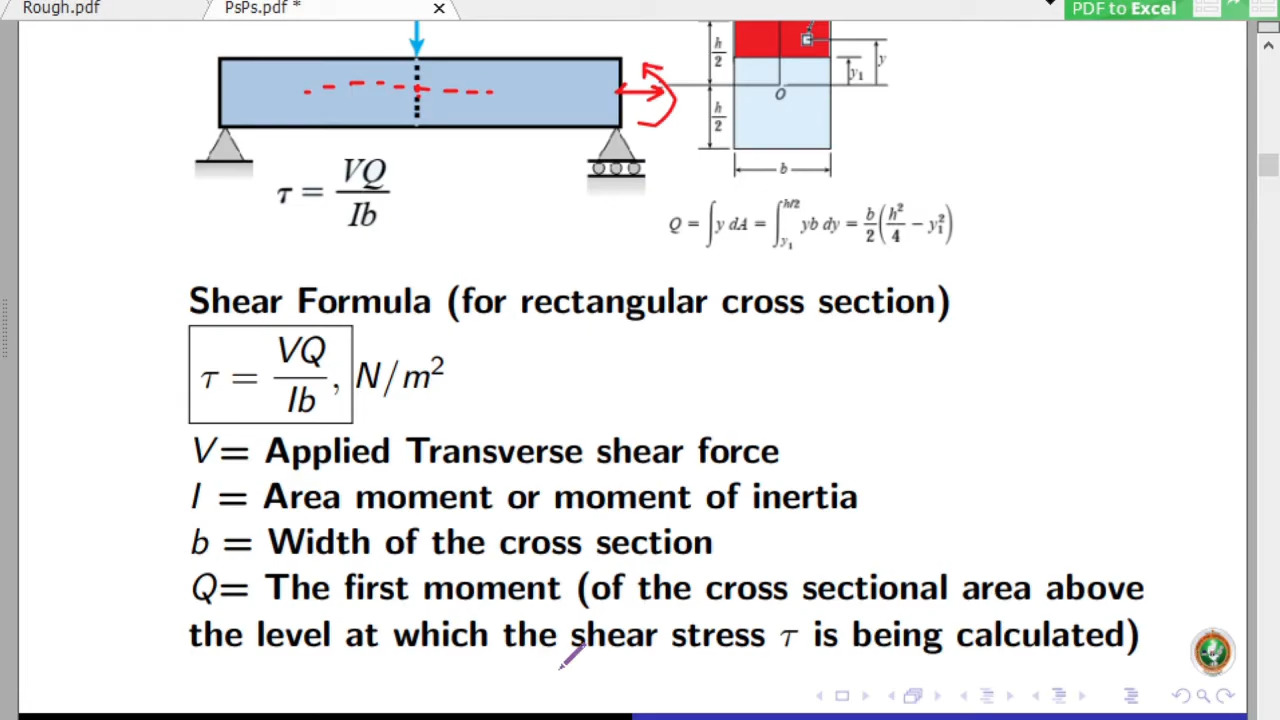 Rough.pdf
PsPs.pdf *
PDF to Excel
h/2
y
y₁
O
h/2
b
τ = VQ/Ib
Q = ∫y dA = ∫_{y₁}^{h/2} yb dy = b/2(h²/4 − y₁²)
Shear Formula (for rectangular cross section)
τ = VQ/Ib, N/m²
V= Applied Transverse shear force
I = Area moment or moment of inertia
b = Width of the cross section
Q= The first moment (of the cross sectional area above
the level at which the shear stress τ is being calculated)